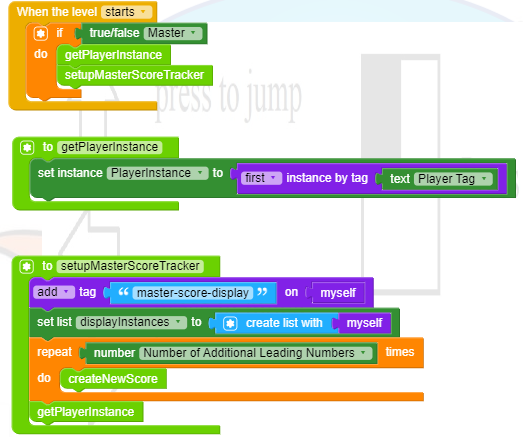 When the level starts
if true/false Master
do getPlayerInstance
setupMasterScoreTracker
press to jump
to getPlayerInstance
set instance PlayerInstance to first instance by tag text Player Tag
to setupMasterScoreTracker
add tag “ master-score-display ” on myself
set list displayInstances to create list with myself
repeat number Number of Additional Leading Numbers times
do createNewScore
getPlayerInstance